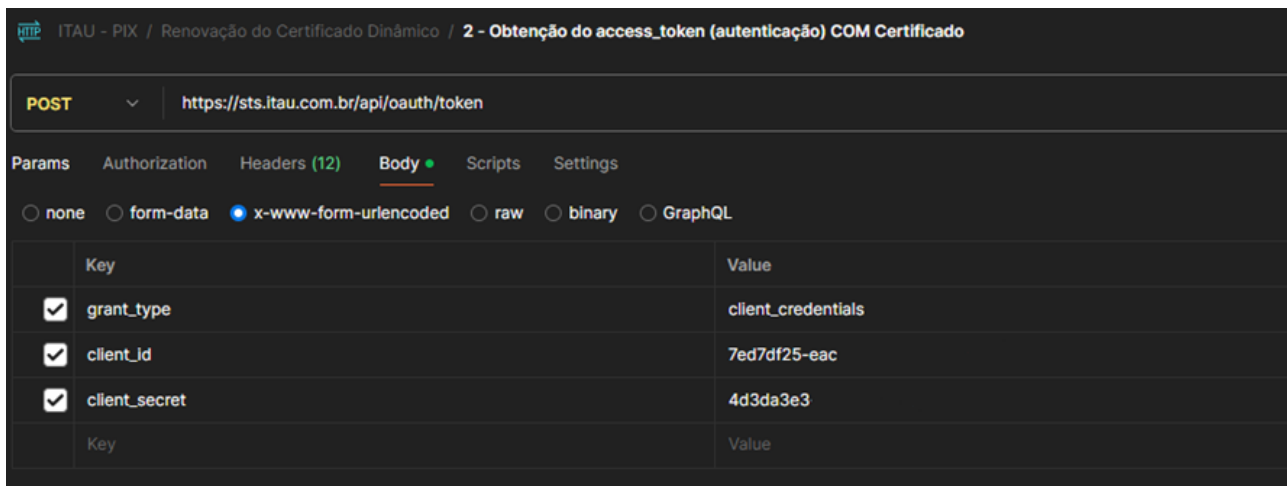 HTTP ITAU - PIX / Renovação do Certificado Dinâmico / 2 - Obtenção do access_token (autenticação) COM Certificado
POST https://sts.itau.com.br/api/oauth/token
Params Authorization Headers (12) Body Scripts Settings
none form-data x-www-form-urlencoded raw binary GraphQL
Key Value
grant_type client_credentials
client_id 7ed7df25-eac
client_secret 4d3da3e3
Key Value